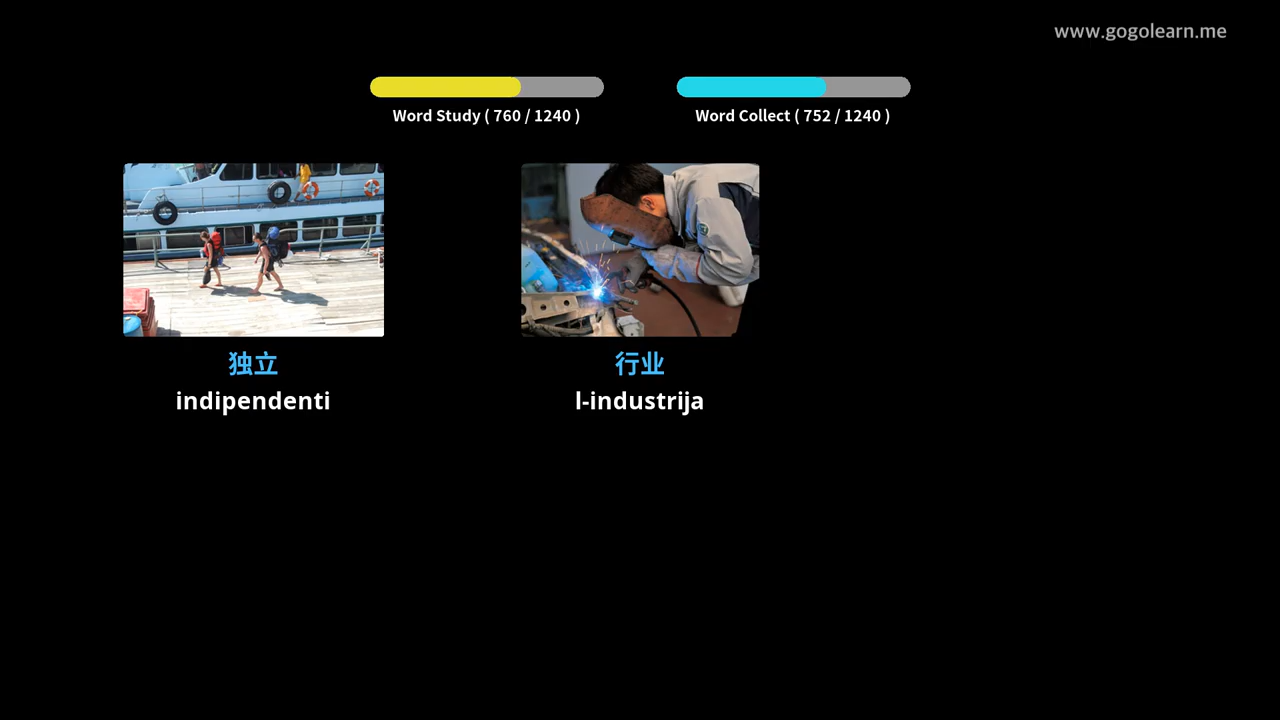 www.gogolearn.me
Word Study ( 760 / 1240 )
Word Collect ( 752 / 1240 )
独立
indipendenti
行业
l-industrija